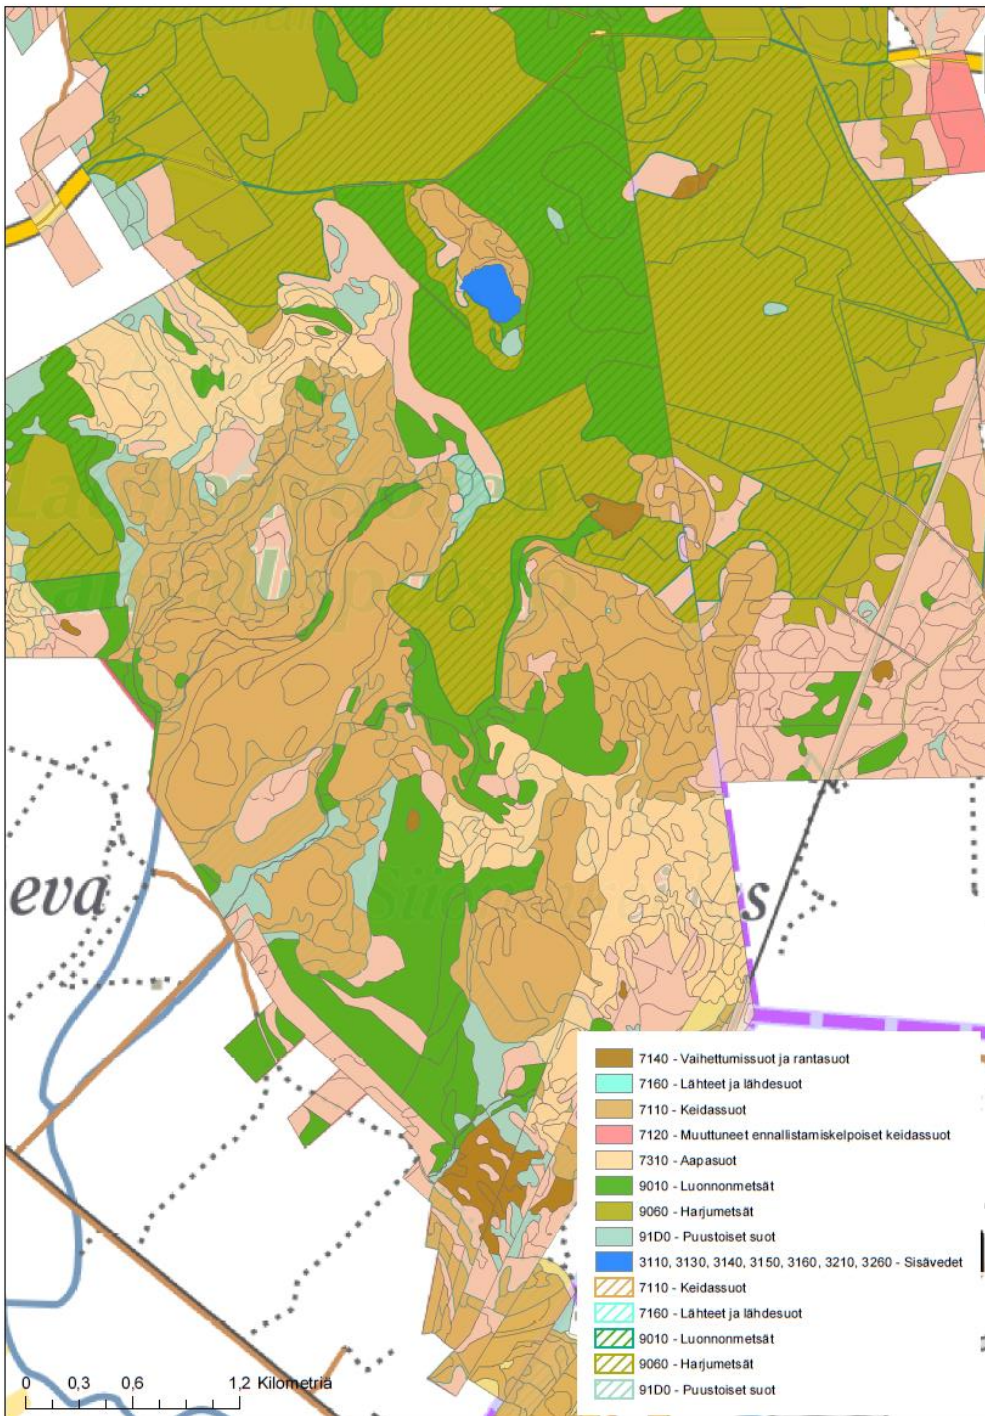 eva
s
7140 - Vaihettumissuot ja rantasuot
7160 - Lähteet ja lähdesuot
7110 - Keidassuot
7120 - Muuttuneet ennallistamiskelpoiset keidassuot
7310 - Aapasuot
9010 - Luonnonmetsät
9060 - Harjumetsät
91D0 - Puustoiset suot
3110, 3130, 3140, 3150, 3160, 3210, 3260 - Sisävedet
7110 - Keidassuot
7160 - Lähteet ja lähdesuot
9010 - Luonnonmetsät
9060 - Harjumetsät
91D0 - Puustoiset suot
0 0,3 0,6 1,2 Kilometriä